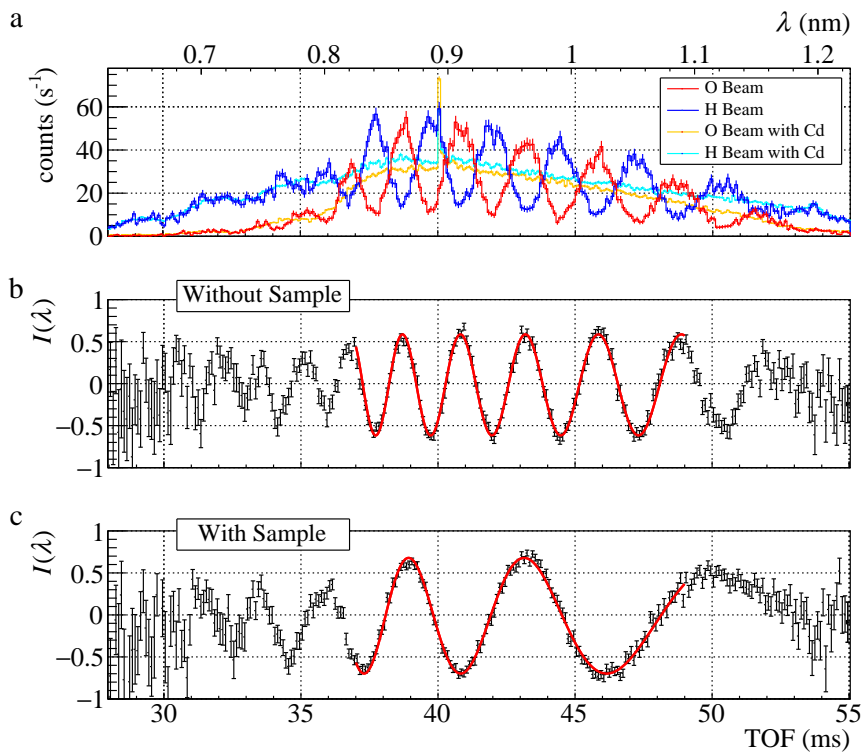 a
λ (nm)
0.7 0.8 0.9 1 1.1 1.2
counts (s⁻¹)
60
40
20
0
O Beam
H Beam
O Beam with Cd
H Beam with Cd
b
I(λ)
Without Sample
1
0.5
0
−0.5
−1
c
I(λ)
With Sample
1
0.5
0
−0.5
−1
30 35 40 45 50 55
TOF (ms)